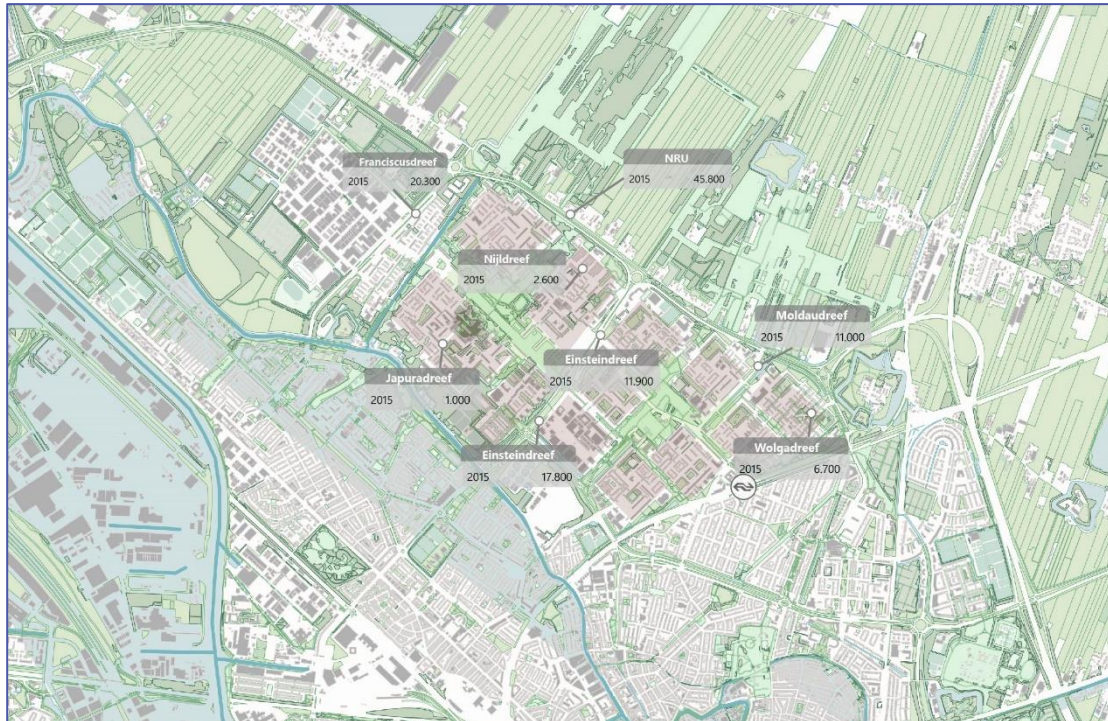 Franciscusdreef
2015 20.300
NRU
2015 45.800
Nijldreef
2015 2.600
Moldaudreef
2015 11.000
Einsteindreef
2015 11.900
Japuradreef
2015 1.000
Einsteindreef
2015 17.800
Wolgadreef
2015 6.700